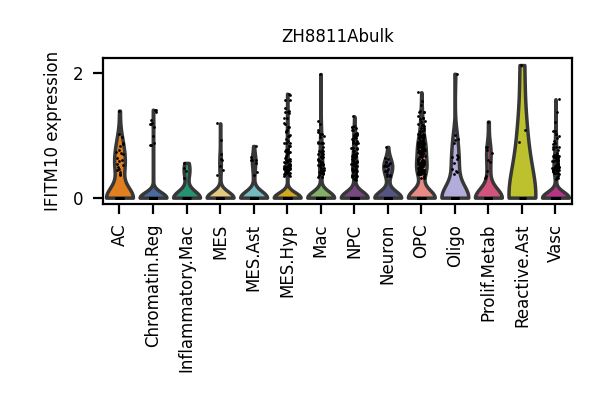 ZH8811Abulk
IFITM10 expression
2
0
AC
Chromatin.Reg
Inflammatory.Mac
MES
MES.Ast
MES.Hyp
Mac
NPC
Neuron
OPC
Oligo
Prolif.Metab
Reactive.Ast
Vasc